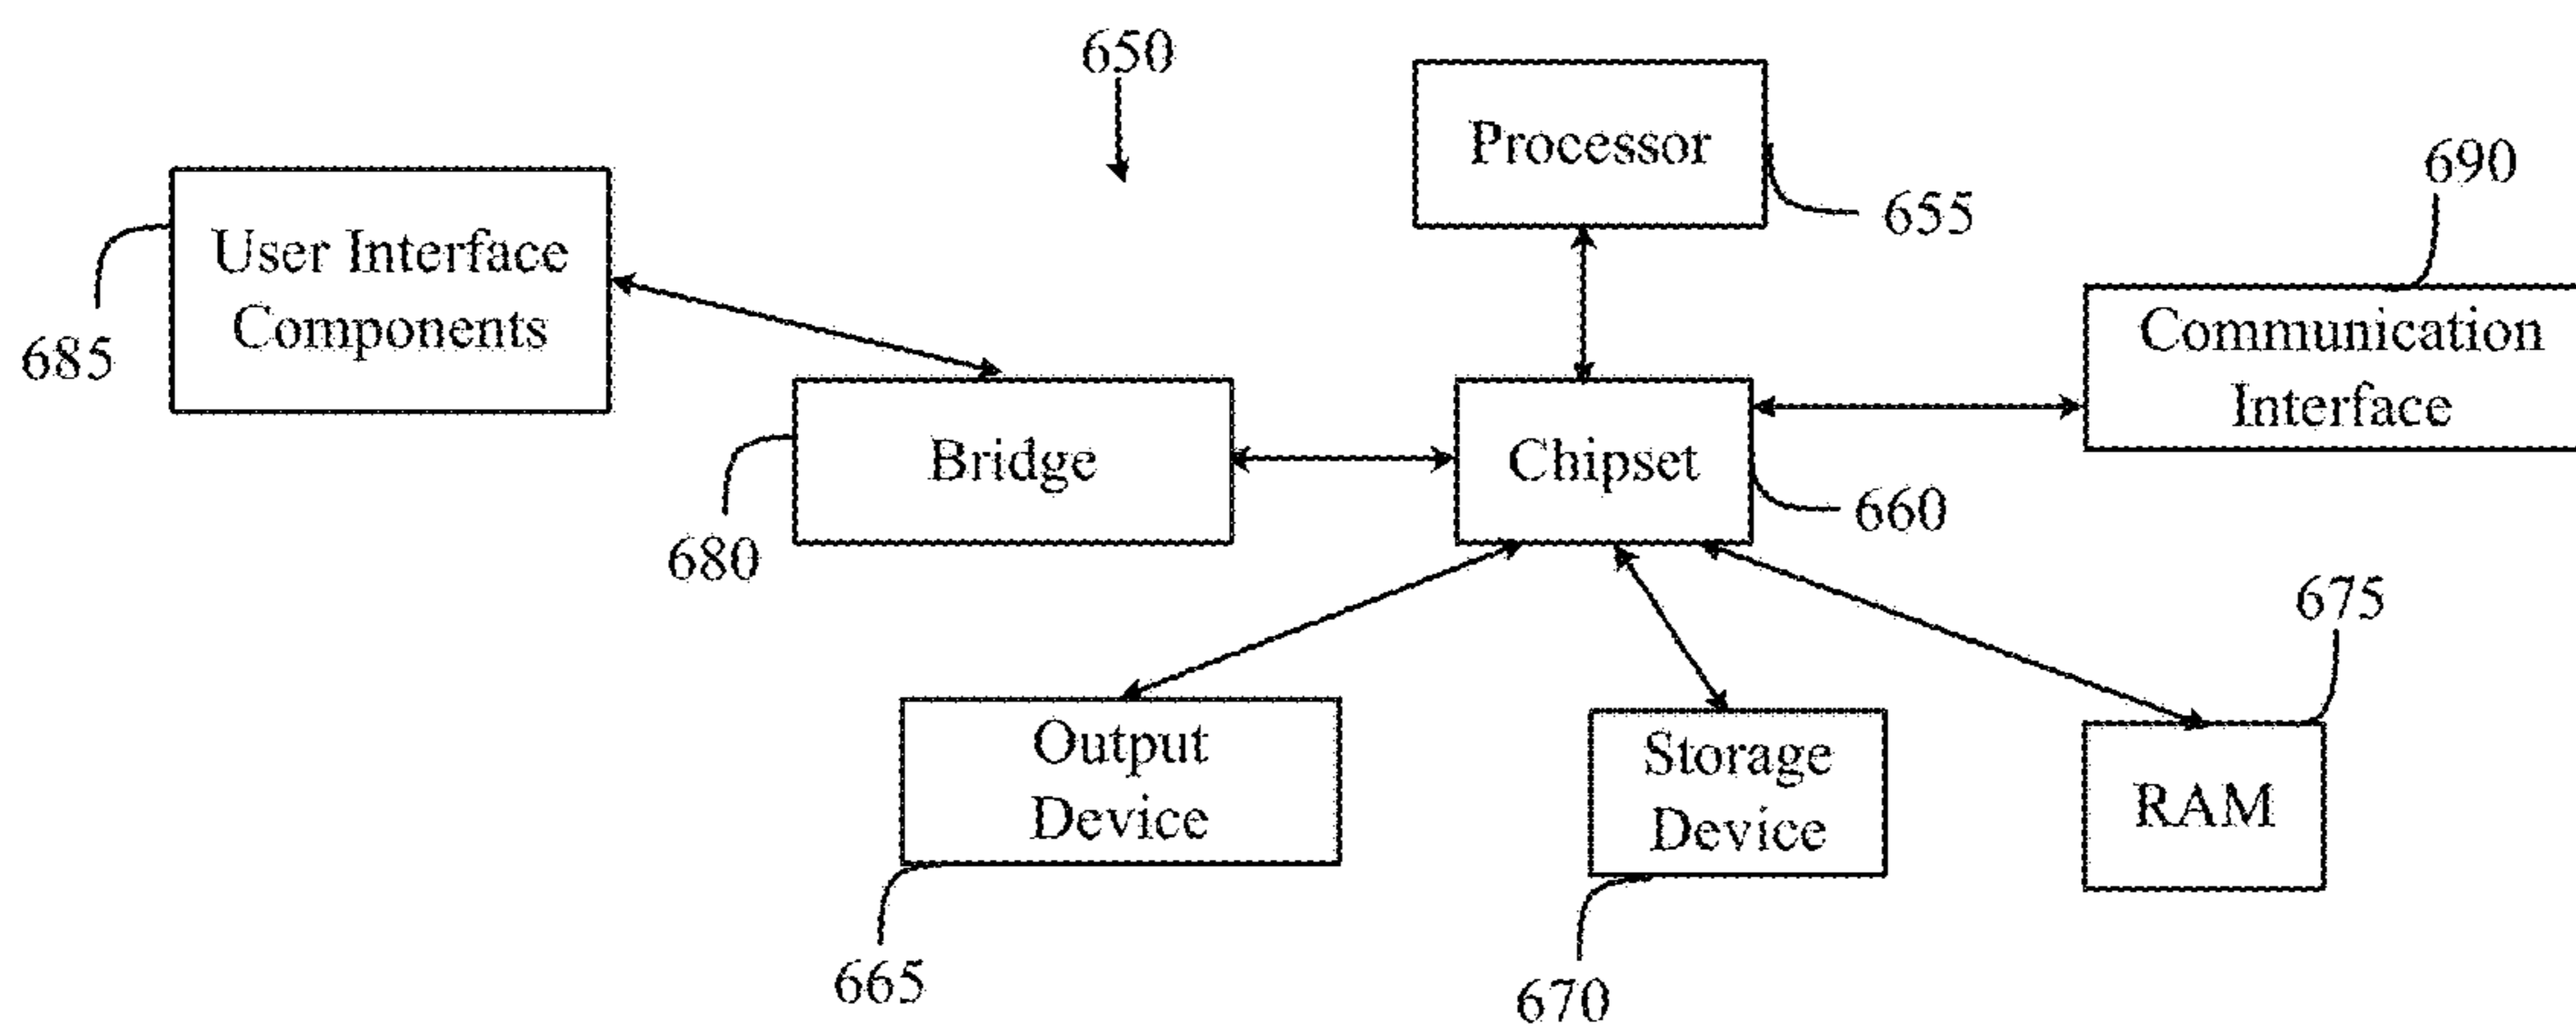 650
Processor
690
655
User Interface
Components
685
Communication
Interface
Bridge
Chipset
680
660
675
Output
Device
Storage
Device
RAM
665
670